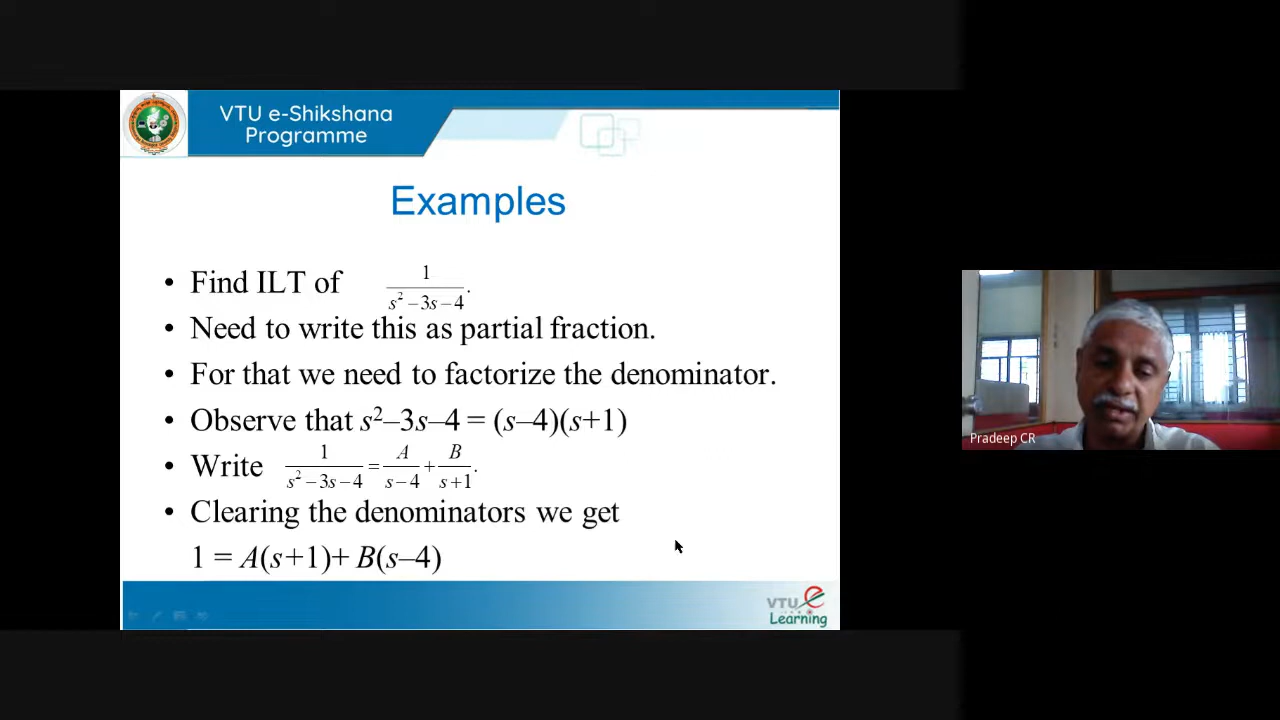 VTU e-Shikshana
Programme
Examples
• Find ILT of 1/(s²–3s–4).
• Need to write this as partial fraction.
• For that we need to factorize the denominator.
• Observe that s²–3s–4 = (s–4)(s+1)
• Write 1/(s²–3s–4) = A/(s–4) + B/(s+1).
• Clearing the denominators we get
1 = A(s+1)+ B(s–4)
VTU e
Learning
Pradeep CR